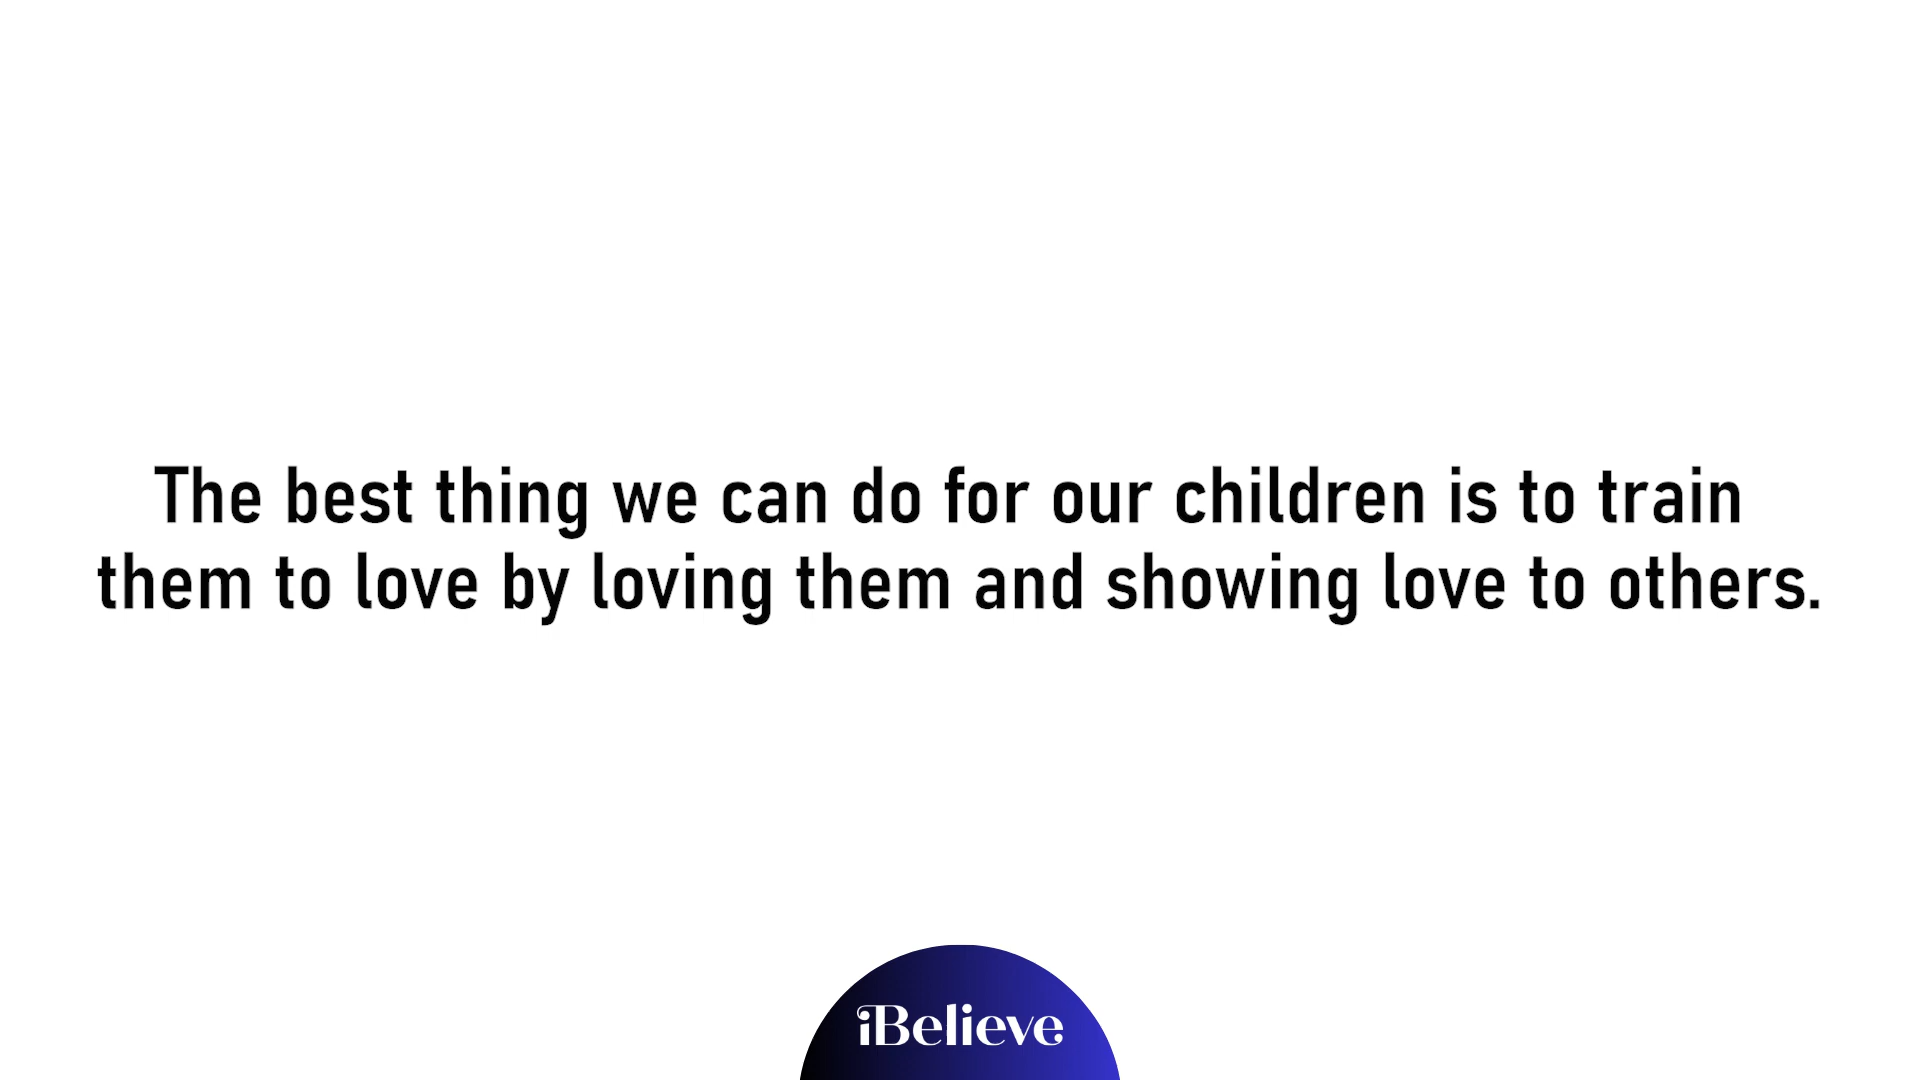 The best thing we can do for our children is to train
them to love by loving them and showing love to others.
iBelieve